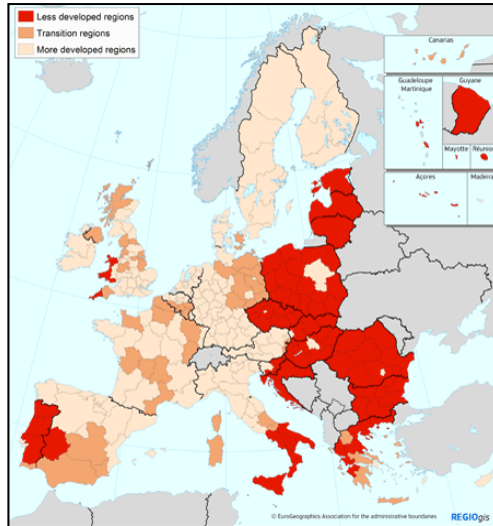 Less developed regions
Transition regions
More developed regions
Canarias
Guadeloupe
Martinique
Guyane
Mayotte
Réunion
Açores
Madeira
© EuroGeographics Association for the administrative boundaries
REGIOgis